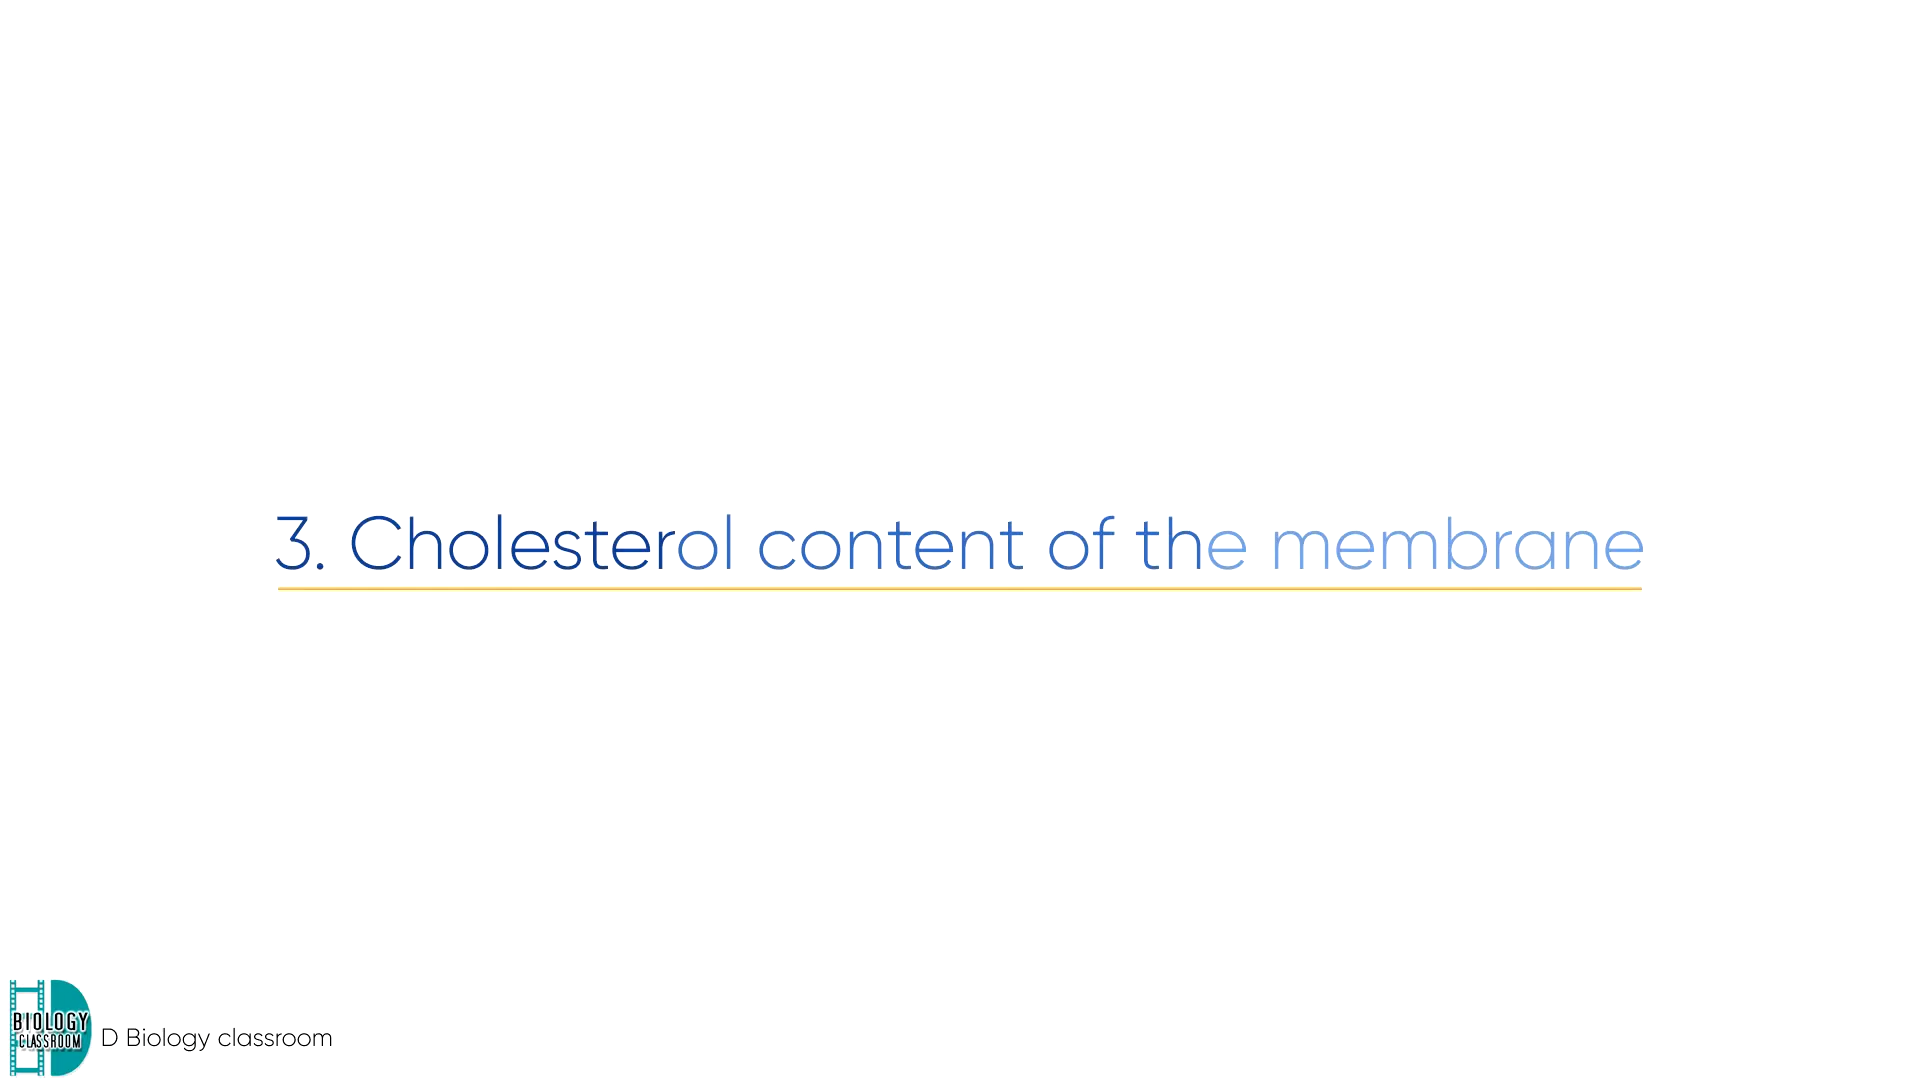 3. Cholesterol content of the membrane
BIOLOGY
CLASSROOM
D Biology classroom